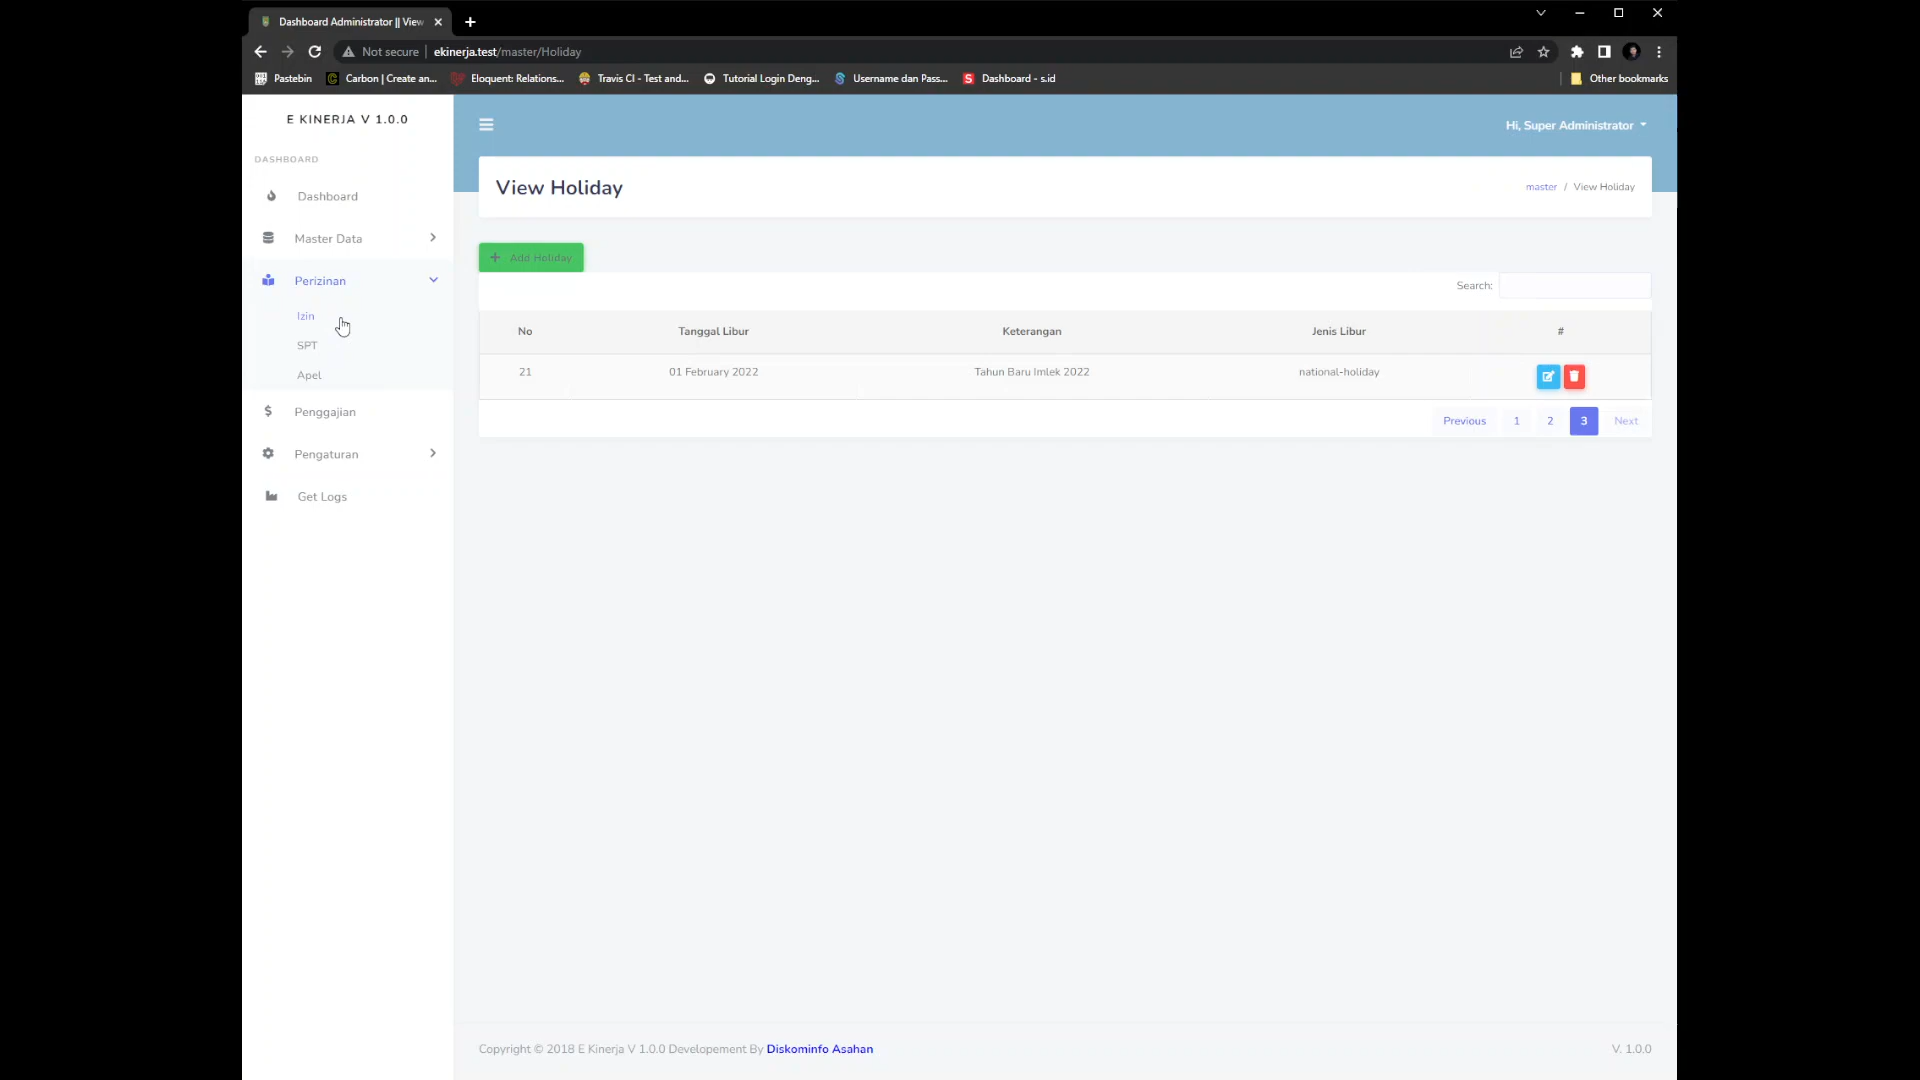 Dashboard Administrator || View
Not secure | ekinerja.test/master/Holiday
Pastebin Carbon | Create an... Eloquent: Relations... Travis CI - Test and... Tutorial Login Deng... Username dan Pass... Dashboard - s.id Other bookmarks
E KINERJA V 1.0.0
DASHBOARD
Dashboard
Master Data
Perizinan
Izin
SPT
Apel
Penggajian
Pengaturan
Get Logs
Hi, Super Administrator
View Holiday
master / View Holiday
Add Holiday
Search:
No Tanggal Libur Keterangan Jenis Libur #
21 01 February 2022 Tahun Baru Imlek 2022 national-holiday
Previous 1 2 3 Next
Copyright © 2018 E Kinerja V 1.0.0 Developement By Diskominfo Asahan
V. 1.0.0